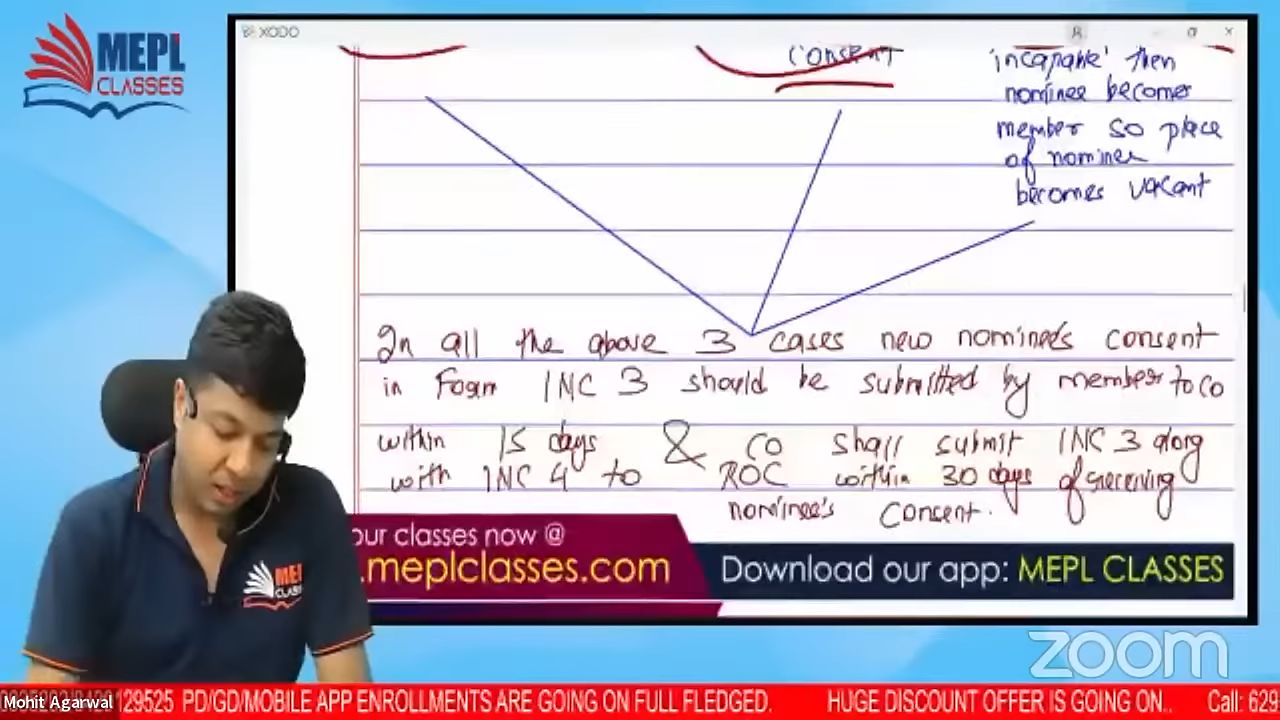 MEPL
CLASSES
XODO
consent
'incapable' then
nominee becomes
member so place
of nominee
becomes vacant
In all the above 3 cases new nominee's consent
in Form INC 3 should be submitted by member to co
within 15 days & co shall submit INC 3 along
with INC 4 to ROC within 30 days of receiving
nominee's consent.
our classes now @
.meplclasses.com
Download our app: MEPL CLASSES
MEPL
CLASSES
zoom
Mohit Agarwal
129525 PD/GD/MOBILE APP ENROLLMENTS ARE GOING ON FULL FLEDGED. HUGE DISCOUNT OFFER IS GOING ON.. Call: 629